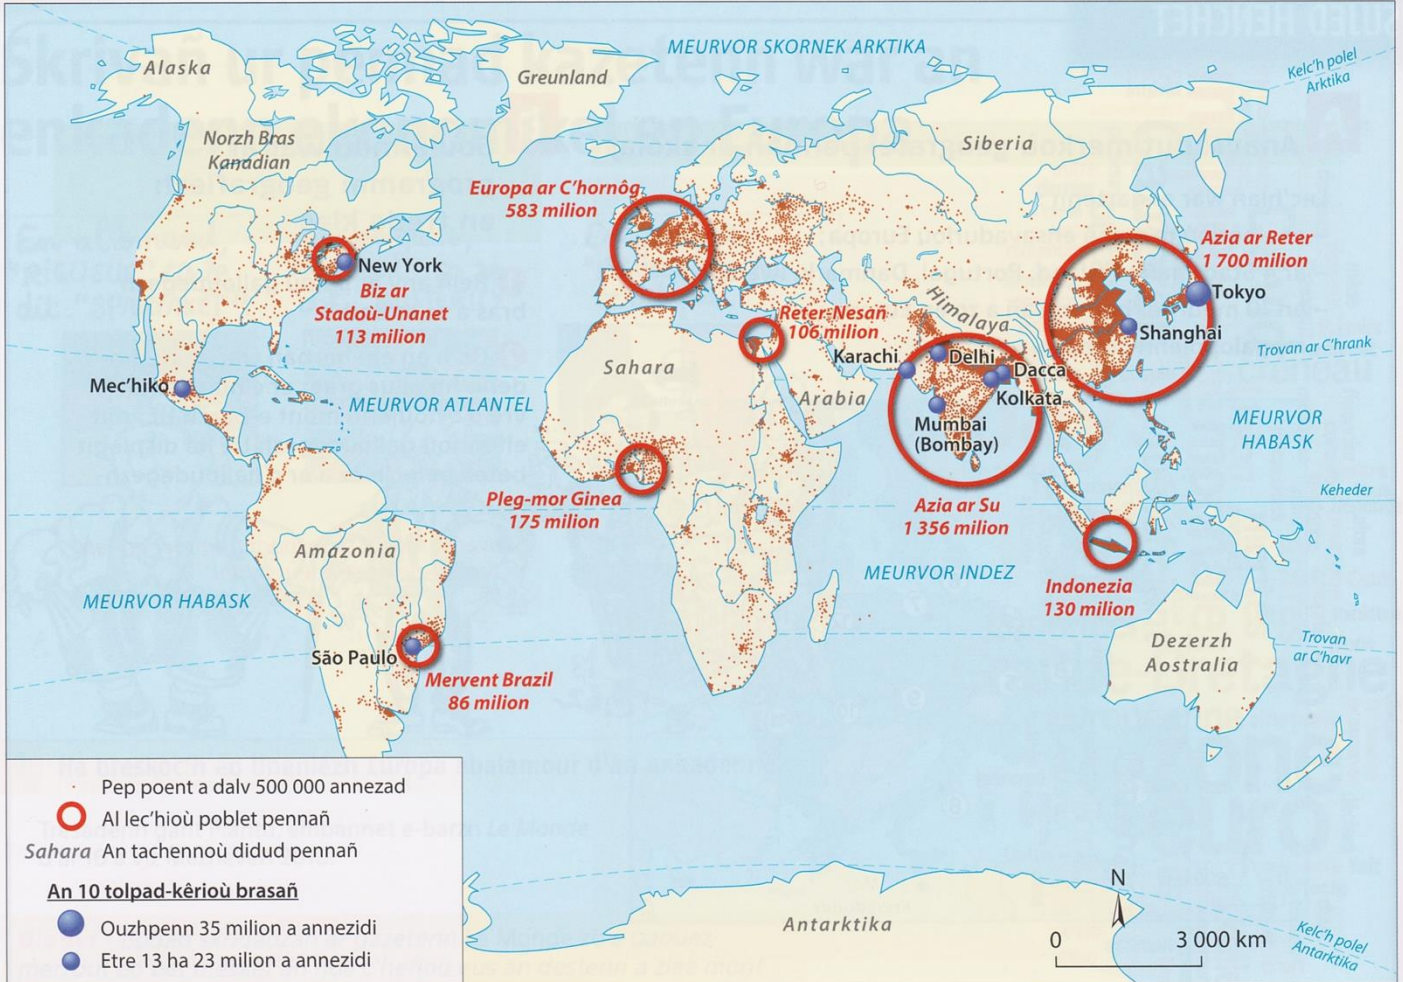 MEURVOR SKORNEK ARKTIKA
Kelc'h polel
Arktika
Alaska
Greunland
Norzh Bras
Kanadian
Siberia
Europa ar C'hornôg
583 milion
Azia ar Reter
1 700 milion
New York
Biz ar
Stadoù-Unanet
113 milion
Reter-Nesañ
106 milion
Himalaya
Tokyo
Shanghai
Trovan ar C'hrank
Karachi
Delhi
Dacca
Kolkata
Mumbai
(Bombay)
Sahara
Arabia
Mec'hiko
MEURVOR ATLANTEL
MEURVOR
HABASK
Pleg-mor Ginea
175 milion
Azia ar Su
1 356 milion
Keheder
Amazonia
MEURVOR HABASK
MEURVOR INDEZ
Indonezia
130 milion
São Paulo
Mervent Brazil
86 milion
Dezerzh
Aostralia
Trovan
ar C'havr
Pep poent a dalv 500 000 annezad
Al lec'hioù poblet pennañ
Sahara An tachennoù didud pennañ
An 10 tolpad-kêrioù brasañ
Ouzhpenn 35 milion a annezidi
Etre 13 ha 23 milion a annezidi
Antarktika
N
0 3 000 km
Kelc'h polel
Antarktika